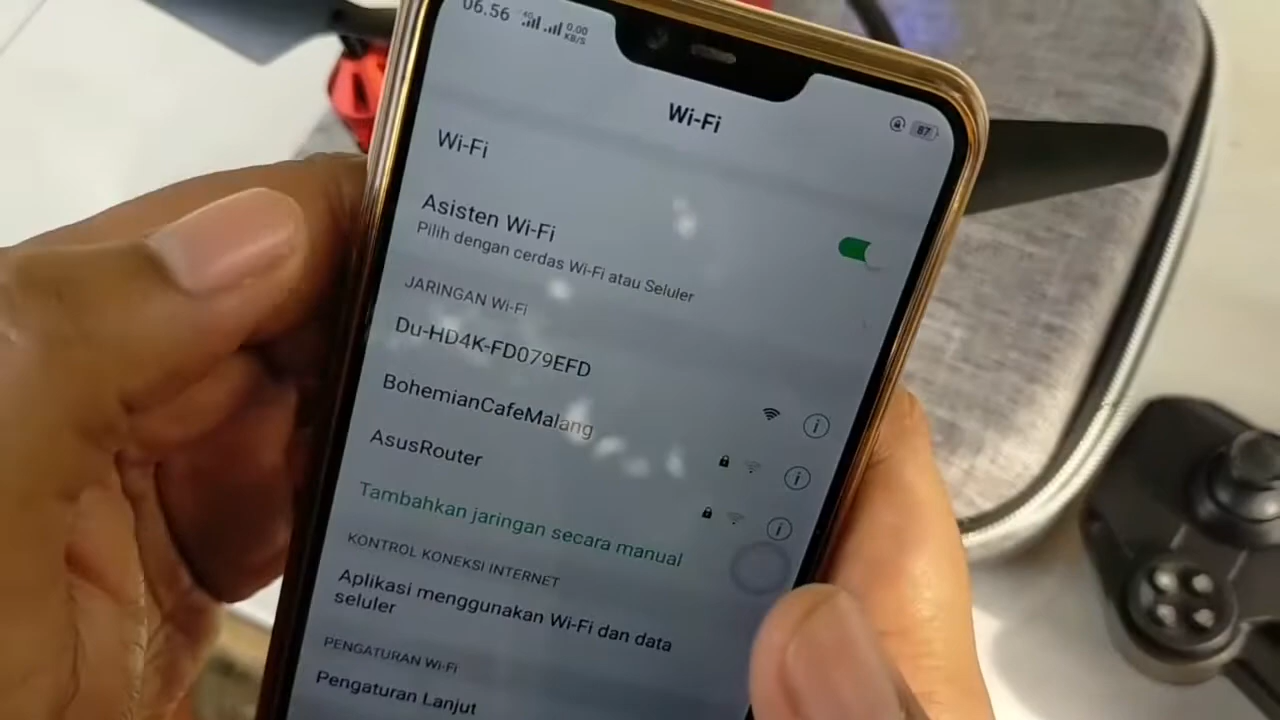 06.56 4G 0.00 KB/S
Wi-Fi
87
Wi-Fi
Asisten Wi-Fi
Pilih dengan cerdas Wi-Fi atau Seluler
JARINGAN Wi-Fi
Du-HD4K-FD079EFD
BohemianCafeMalang
AsusRouter
Tambahkan jaringan secara manual
KONTROL KONEKSI INTERNET
Aplikasi menggunakan Wi-Fi dan data
seluler
PENGATURAN Wi-Fi
Pengaturan Lanjut